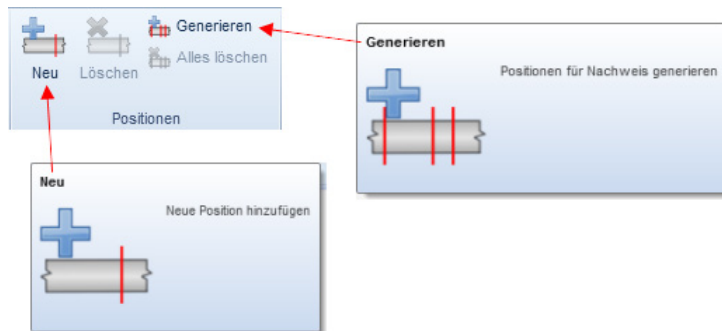 Generieren
Alles löschen
Neu
Löschen
Positionen
Generieren
Positionen für Nachweis generieren
Neu
Neue Position hinzufügen